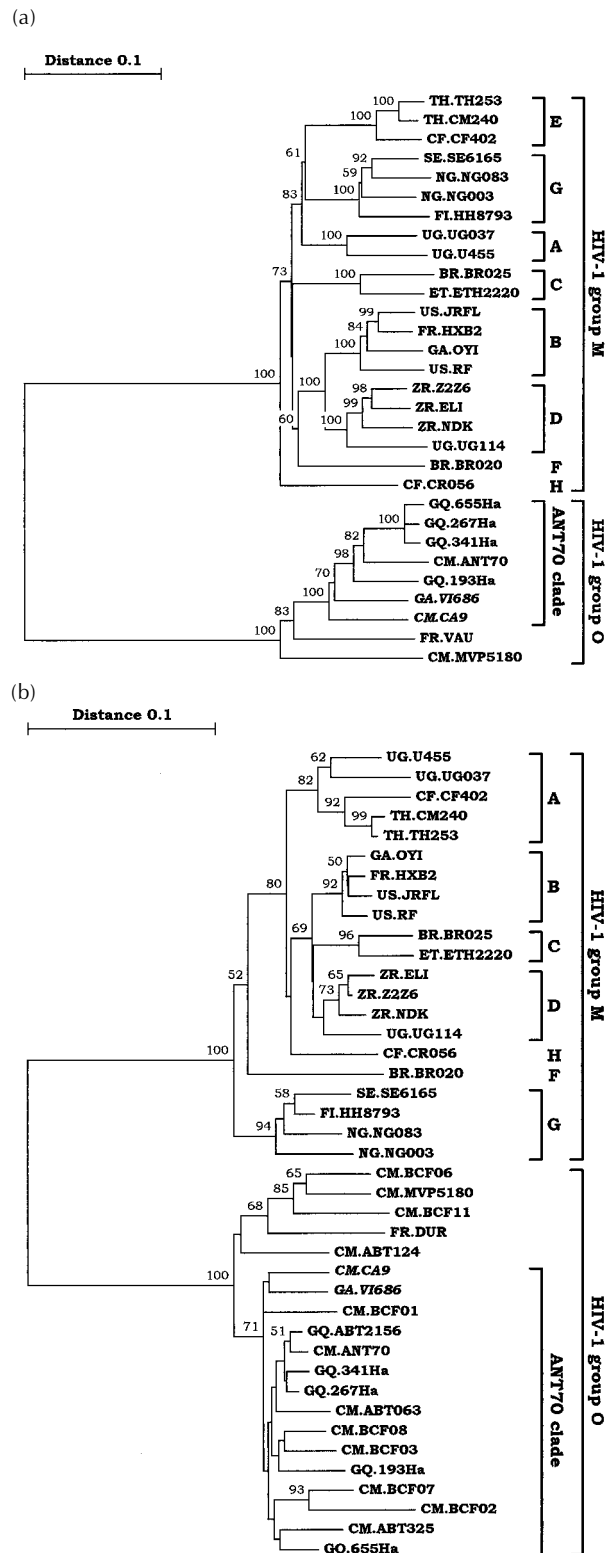 (a)
Distance 0.1
100
TH.TH253
100
TH.CM240
CF.CF402
E
61
92
SE.SE6165
59
NG.NG083
100
NG.NG003
FI.HH8793
G
83
100
UG.UG037
UG.U455
A
73
100
BR.BR025
ET.ETH2220
C
99
US.JRFL
84
FR.HXB2
100
GA.OYI
US.RF
B
100
100
98
ZR.Z2Z6
99
ZR.ELI
100
ZR.NDK
UG.UG114
D
60
BR.BR020
F
CF.CR056
H
HIV-1 group M
GQ.655Ha
100
GQ.267Ha
82
GQ.341Ha
98
CM.ANT70
70
GQ.193Ha
100
GA.VI686
83
CM.CA9
100
FR.VAU
CM.MVP5180
ANT70 clade
HIV-1 group O
(b)
Distance 0.1
62
UG.U455
82
UG.UG037
92
CF.CF402
99
TH.CM240
TH.TH253
A
50
GA.OYI
80
92
FR.HXB2
US.JRFL
US.RF
B
69
96
BR.BR025
ET.ETH2220
C
52
65
ZR.ELI
73
ZR.Z2Z6
ZR.NDK
UG.UG114
D
CF.CR056
H
100
BR.BR020
F
58
SE.SE6165
FI.HH8793
94
NG.NG083
NG.NG003
G
HIV-1 group M
65
CM.BCF06
85
CM.MVP5180
68
CM.BCF11
FR.DUR
CM.ABT124
100
CM.CA9
GA.VI686
71
CM.BCF01
51
GQ.ABT2156
CM.ANT70
GQ.341Ha
GQ.267Ha
CM.ABT063
CM.BCF08
CM.BCF03
GQ.193Ha
93
CM.BCF07
CM.BCF02
CM.ABT325
GQ.655Ha
ANT70 clade
HIV-1 group O